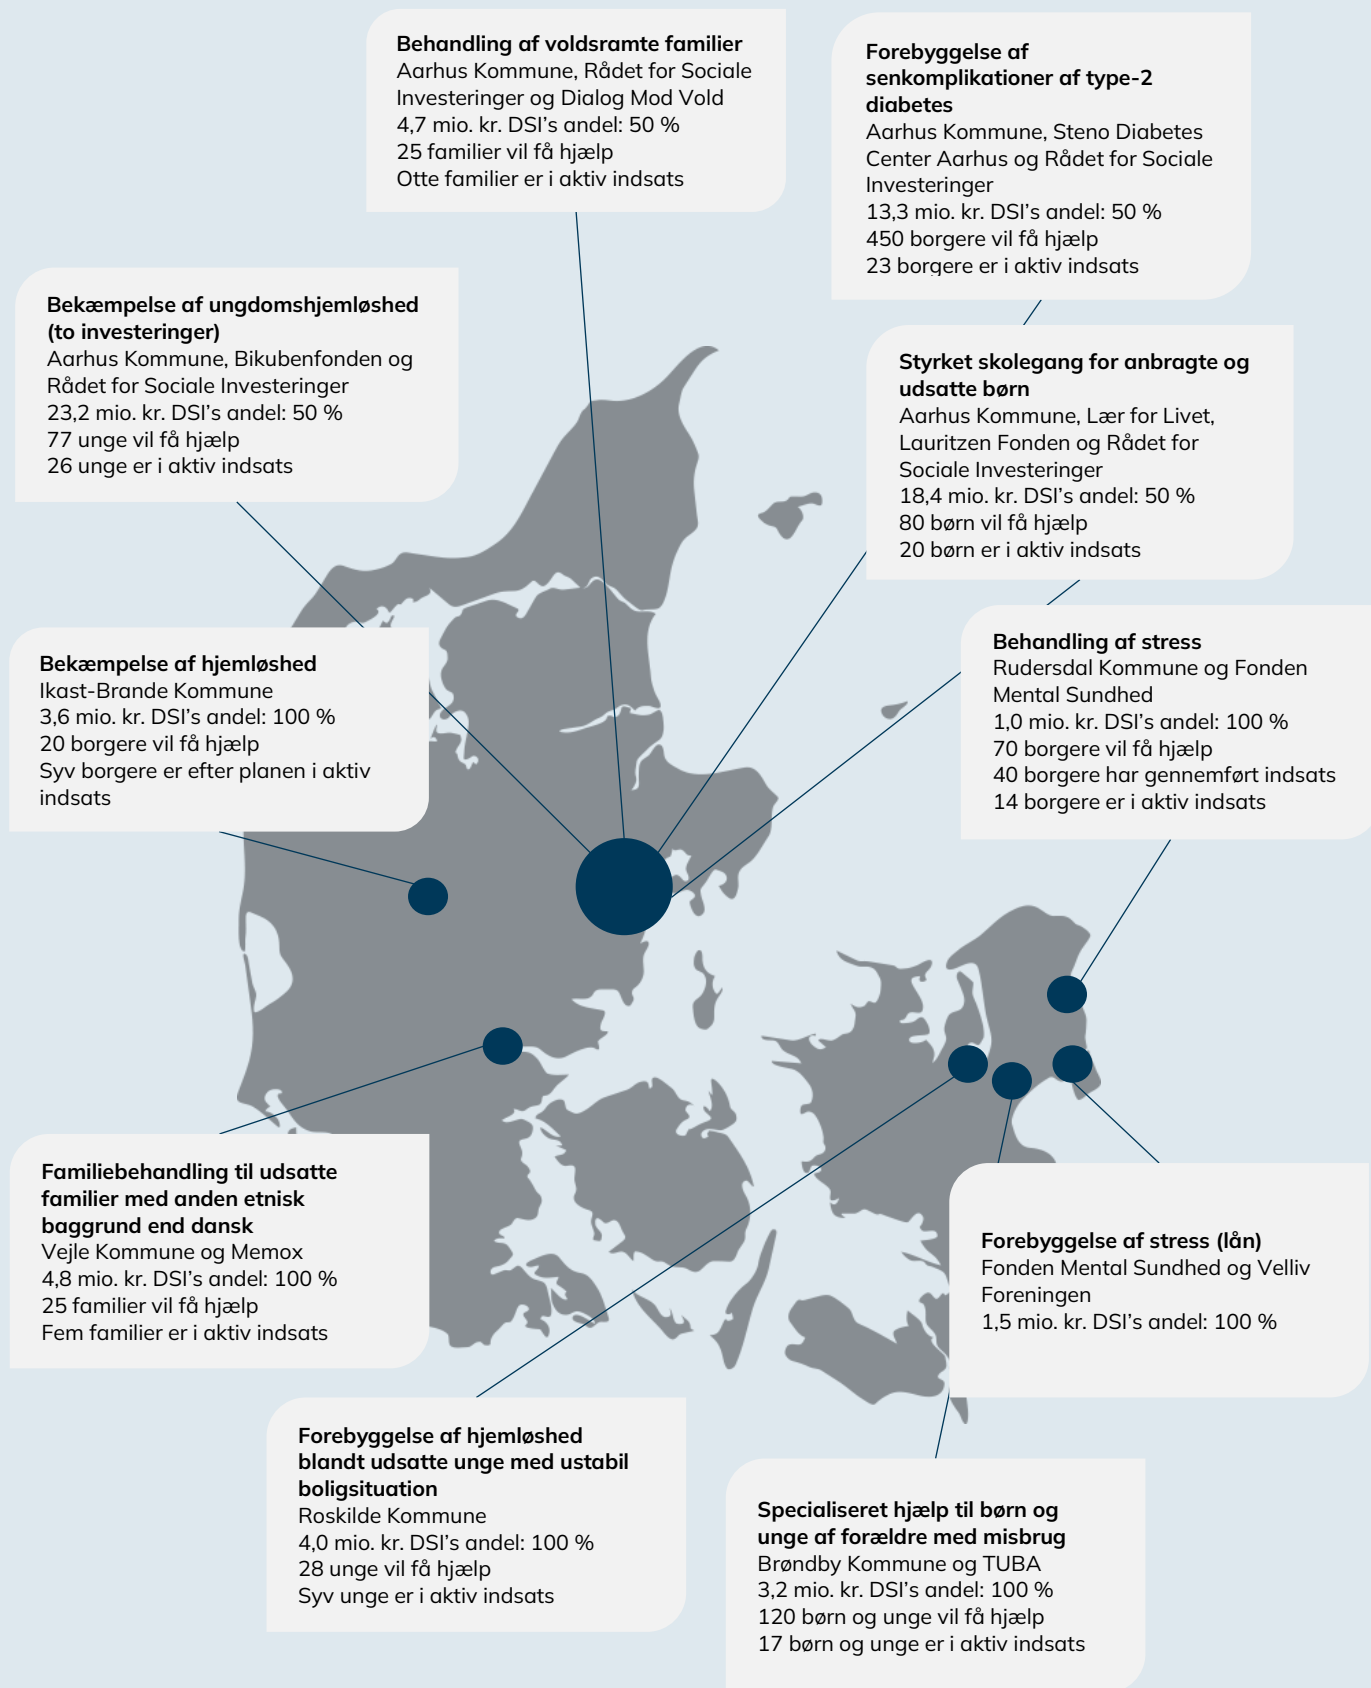 Behandling af voldsramte familier
Aarhus Kommune, Rådet for Sociale
Investeringer og Dialog Mod Vold
4,7 mio. kr. DSI’s andel: 50 %
25 familier vil få hjælp
Otte familier er i aktiv indsats
Forebyggelse af
senkomplikationer af type-2
diabetes
Aarhus Kommune, Steno Diabetes
Center Aarhus og Rådet for Sociale
Investeringer
13,3 mio. kr. DSI’s andel: 50 %
450 borgere vil få hjælp
23 borgere er i aktiv indsats
Bekæmpelse af ungdomshjemløshed
(to investeringer)
Aarhus Kommune, Bikubenfonden og
Rådet for Sociale Investeringer
23,2 mio. kr. DSI’s andel: 50 %
77 unge vil få hjælp
26 unge er i aktiv indsats
Styrket skolegang for anbragte og
udsatte børn
Aarhus Kommune, Lær for Livet,
Lauritzen Fonden og Rådet for
Sociale Investeringer
18,4 mio. kr. DSI’s andel: 50 %
80 børn vil få hjælp
20 børn er i aktiv indsats
Bekæmpelse af hjemløshed
Ikast-Brande Kommune
3,6 mio. kr. DSI’s andel: 100 %
20 borgere vil få hjælp
Syv borgere er efter planen i aktiv
indsats
Behandling af stress
Rudersdal Kommune og Fonden
Mental Sundhed
1,0 mio. kr. DSI’s andel: 100 %
70 borgere vil få hjælp
40 borgere har gennemført indsats
14 borgere er i aktiv indsats
Familiebehandling til udsatte
familier med anden etnisk
baggrund end dansk
Vejle Kommune og Memox
4,8 mio. kr. DSI’s andel: 100 %
25 familier vil få hjælp
Fem familier er i aktiv indsats
Forebyggelse af stress (lån)
Fonden Mental Sundhed og Velliv
Foreningen
1,5 mio. kr. DSI’s andel: 100 %
Forebyggelse af hjemløshed
blandt udsatte unge med ustabil
boligsituation
Roskilde Kommune
4,0 mio. kr. DSI’s andel: 100 %
28 unge vil få hjælp
Syv unge er i aktiv indsats
Specialiseret hjælp til børn og
unge af forældre med misbrug
Brøndby Kommune og TUBA
3,2 mio. kr. DSI’s andel: 100 %
120 børn og unge vil få hjælp
17 børn og unge er i aktiv indsats